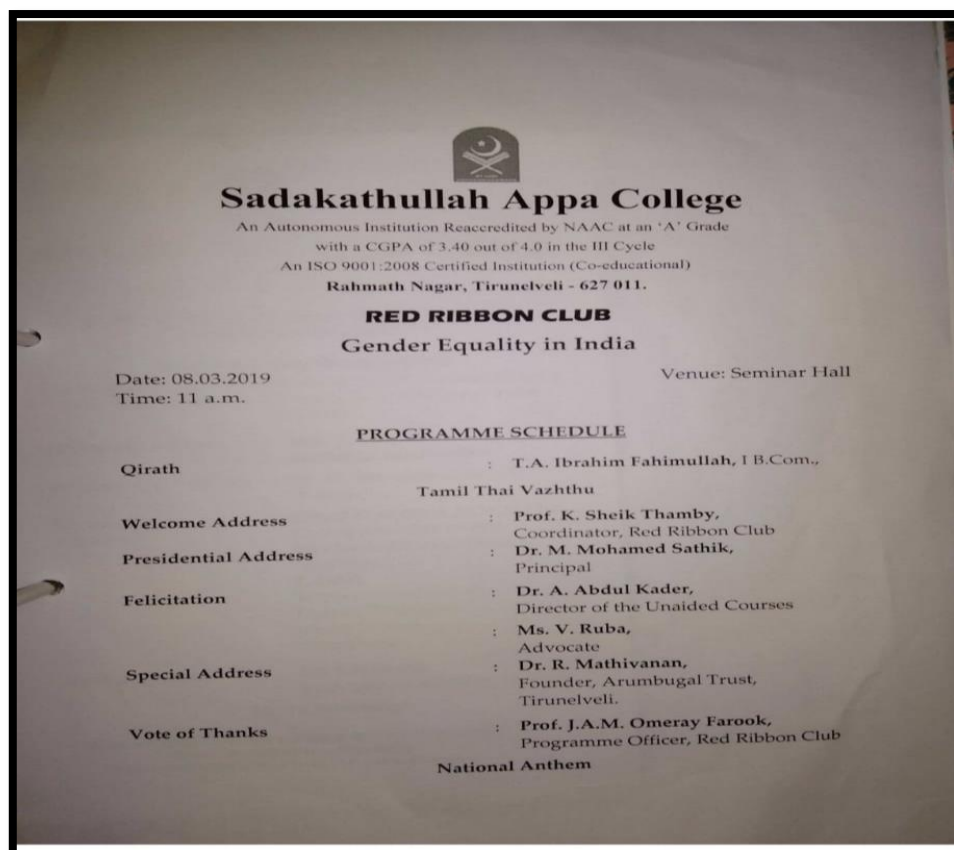 Sadakathullah Appa College
An Autonomous Institution Reaccredited by NAAC at an 'A' Grade
with a CGPA of 3.40 out of 4.0 in the III Cycle
An ISO 9001:2008 Certified Institution (Co-educational)
Rahmath Nagar, Tirunelveli - 627 011.
RED RIBBON CLUB
Gender Equality in India
Date: 08.03.2019 Venue: Seminar Hall
Time: 11 a.m.
PROGRAMME SCHEDULE
Qirath : T.A. Ibrahim Fahimullah, I B.Com.,
Tamil Thai Vazhthu
Welcome Address : Prof. K. Sheik Thamby,
Coordinator, Red Ribbon Club
Presidential Address : Dr. M. Mohamed Sathik,
Principal
Felicitation : Dr. A. Abdul Kader,
Director of the Unaided Courses
: Ms. V. Ruba,
Advocate
Special Address : Dr. R. Mathivanan,
Founder, Arumbugal Trust,
Tirunelveli.
Vote of Thanks : Prof. J.A.M. Omeray Farook,
Programme Officer, Red Ribbon Club
National Anthem